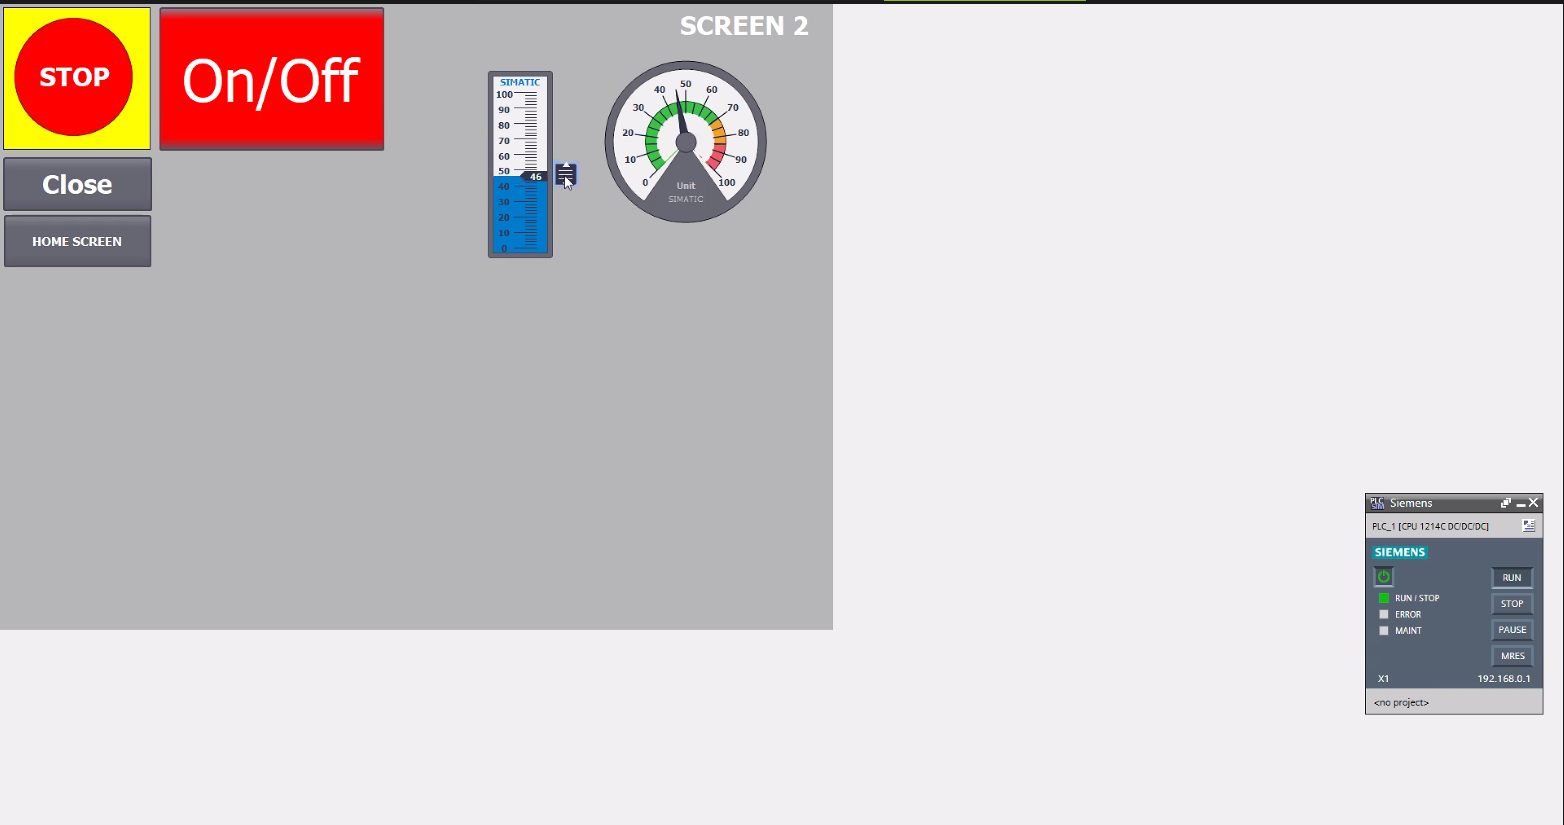 SCREEN 2
STOP
On/Off
Close
HOME SCREEN
SIMATIC
100
90
80
70
60
50
46
40
30
20
10
0
0
10
20
30
40
50
60
70
80
90
100
Unit
SIMATIC
PLC SIM Siemens
PLC_1 [CPU 1214C DC/DC/DC]
SIEMENS
RUN
RUN / STOP
STOP
ERROR
PAUSE
MAINT
MRES
X1 192.168.0.1
<no project>